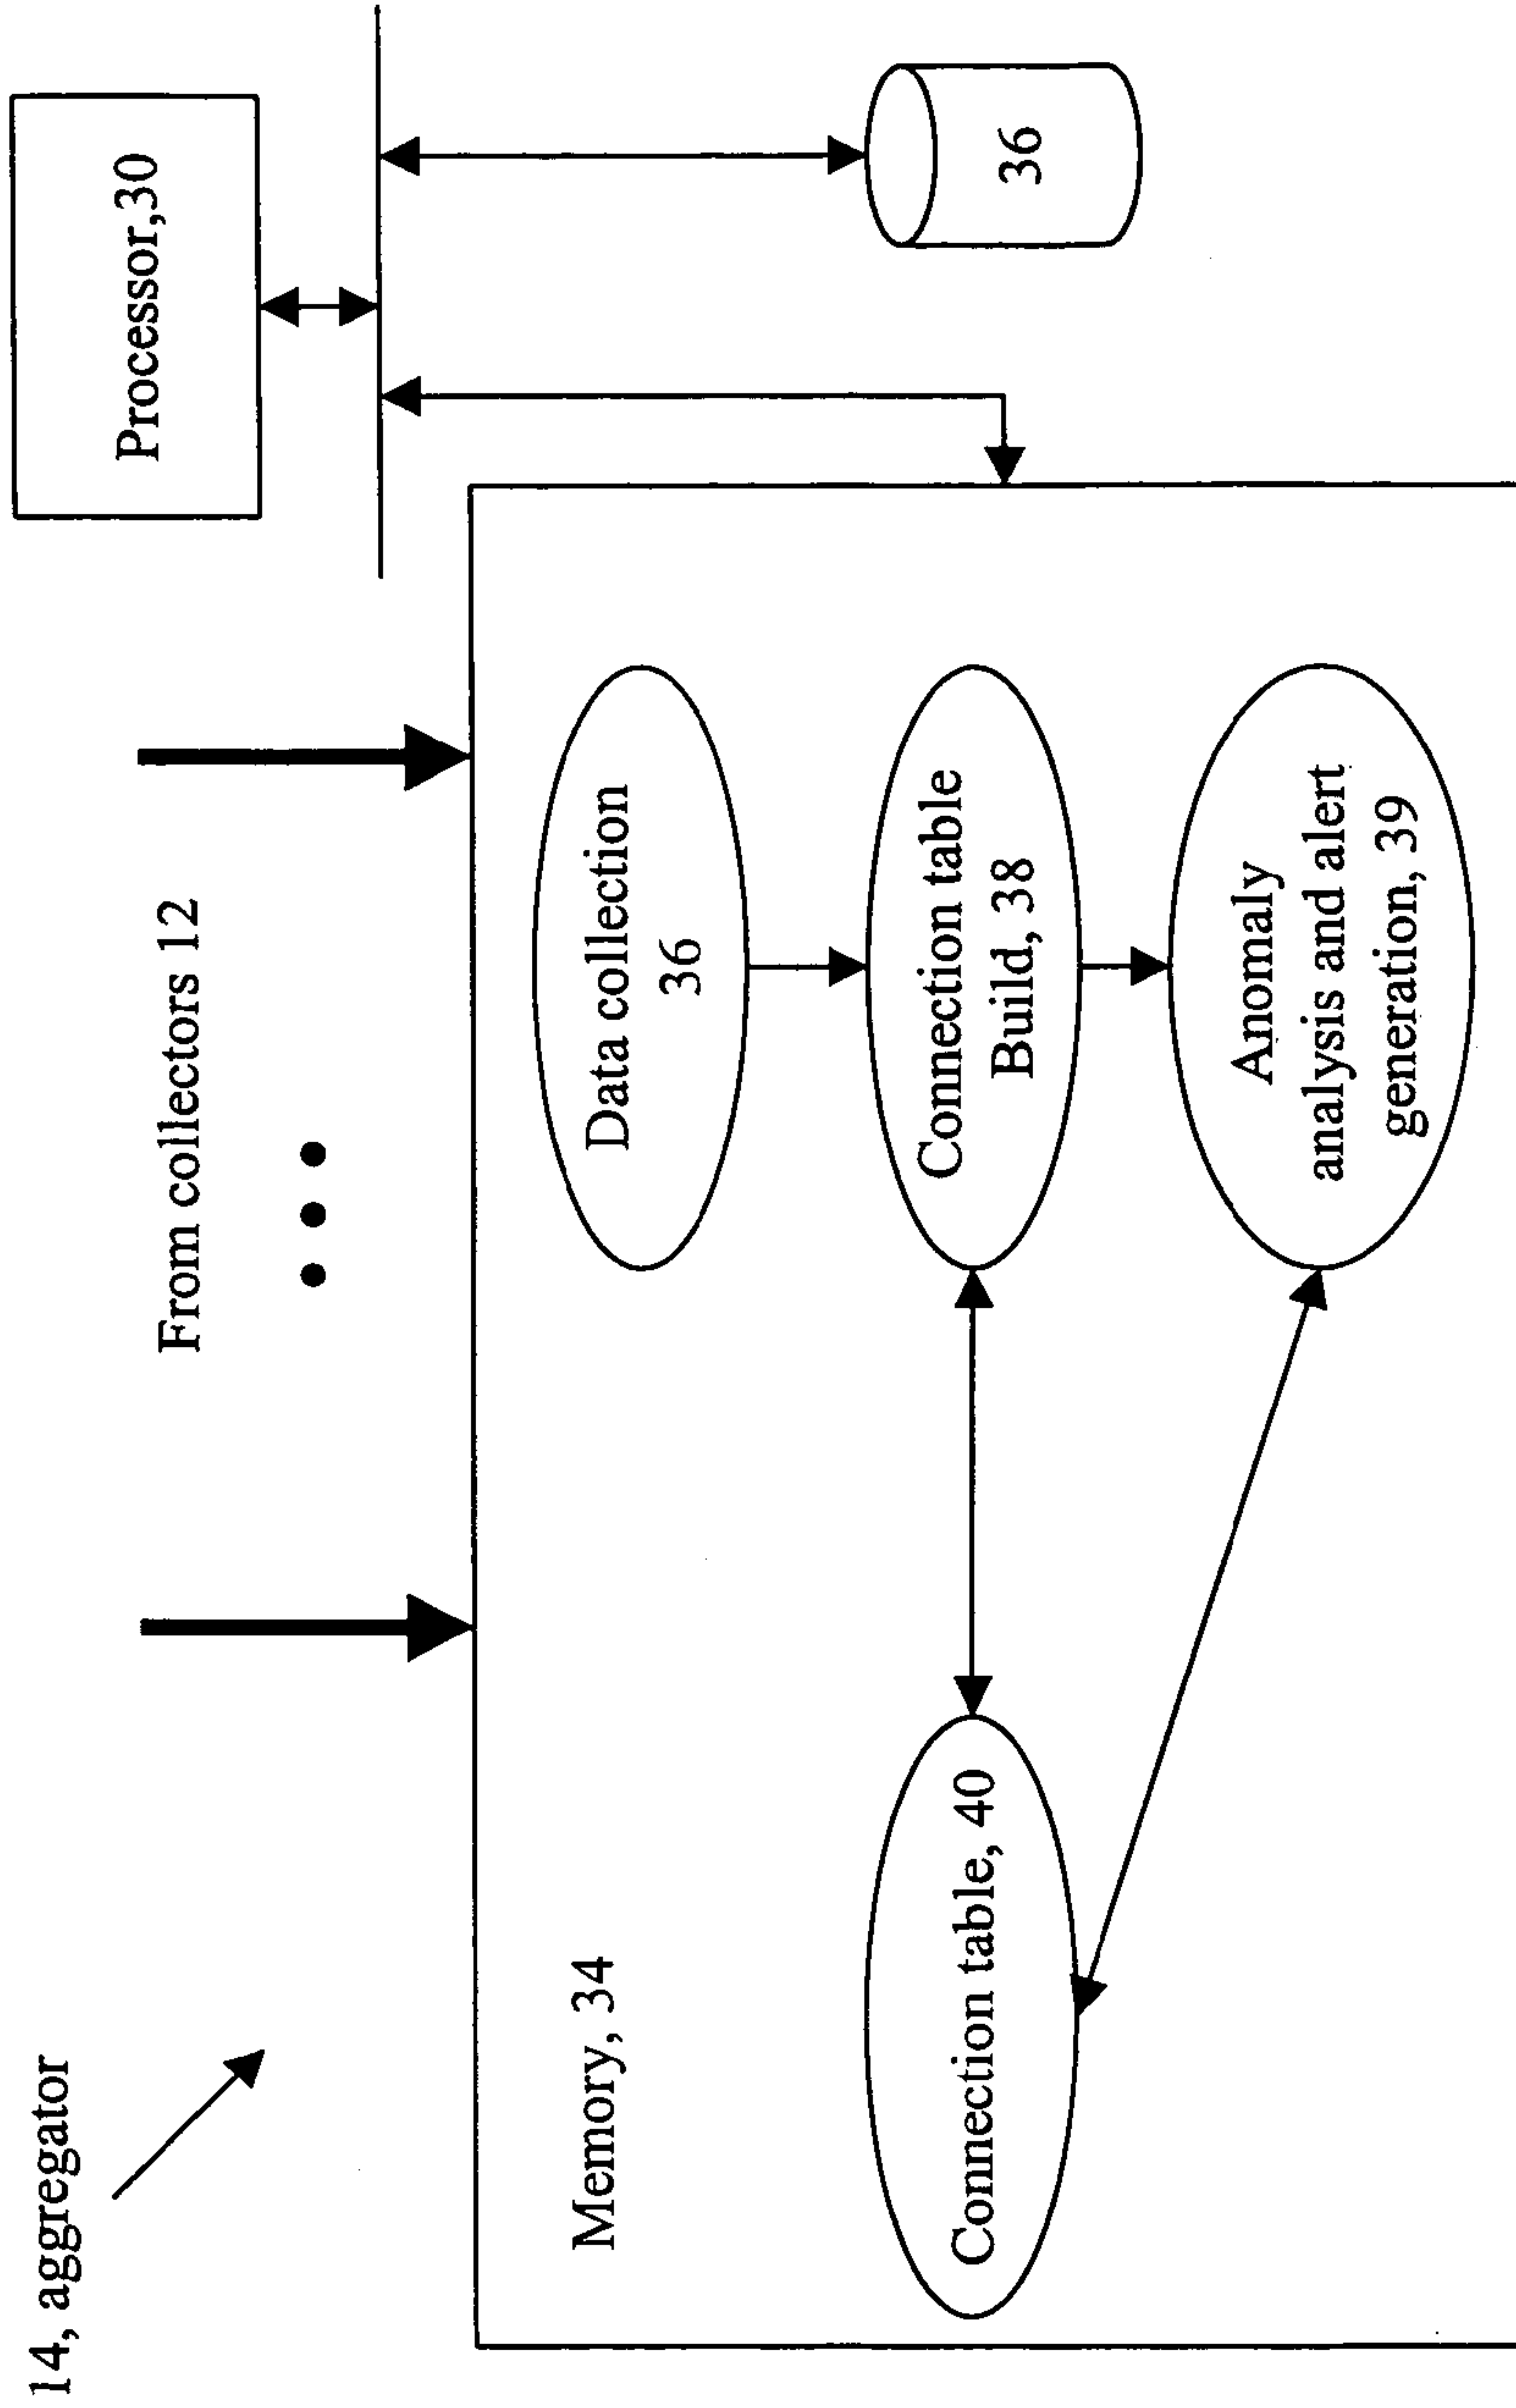 14, aggregator
From collectors 12
Processor,30
Memory, 34
Data collection
36
36
Connection table, 40
Connection table
Build, 38
Anomaly
analysis and alert
generation, 39